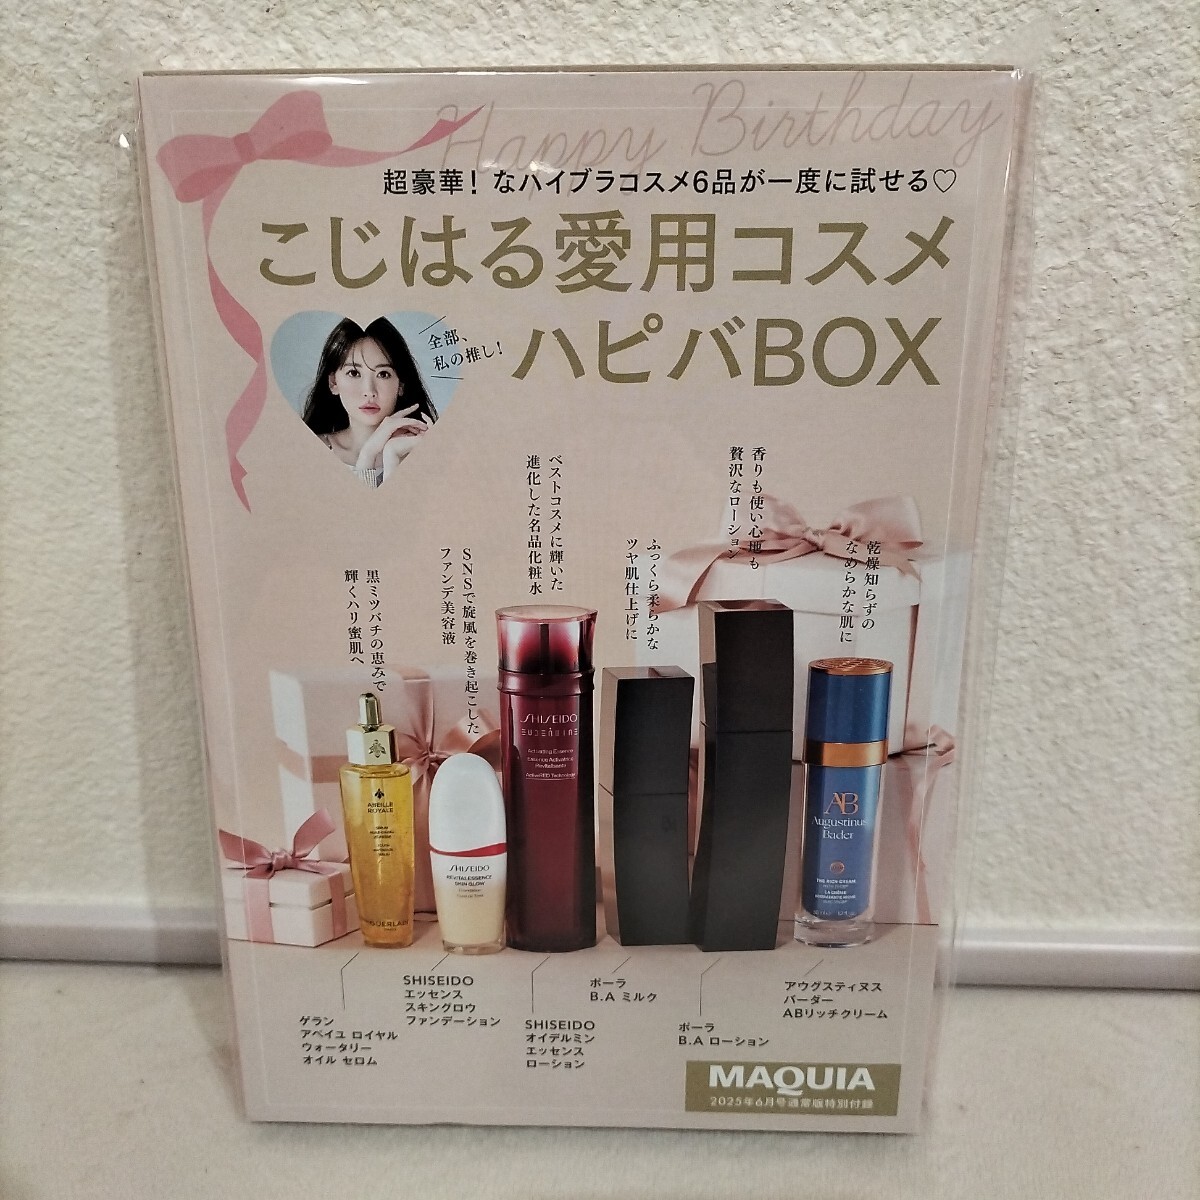 Happy Birthday
超豪華！なハイブラコスメ6品が一度に試せる♡
こじはる愛用コスメ
ハピバBOX
全部、
私の推し！
香りも使い心地も
贅沢なローション
ベストコスメに輝いた
進化した名品化粧水
ふっくら柔らかな
ツヤ肌仕上げに
乾燥知らずの
なめらかな肌に
SNSで旋風を巻き起こした
ファンデ美容液
黒ミツバチの恵みで
輝くハリ蜜肌へ
ABEILLE
ROYALE
GUERLAIN
SHISEIDO
REVITALESSENCE
SKIN GLOW
SHISEIDO
EUDERMINE
Activating Essence
Essence Activatrice
Revitalisante
ActiveRED Technology
AB
Augustinus
Bader
THE RICH CREAM
LA CRÈME
ゲラン
アベイユ ロイヤル
ウォータリー
オイル セロム
SHISEIDO
エッセンス
スキングロウ
ファンデーション
SHISEIDO
オイデルミン
エッセンス
ローション
ポーラ
B.A ミルク
ポーラ
B.A ローション
アウグスティヌス
バーダー
ABリッチクリーム
MAQUIA
2025年6月号通常版特別付録